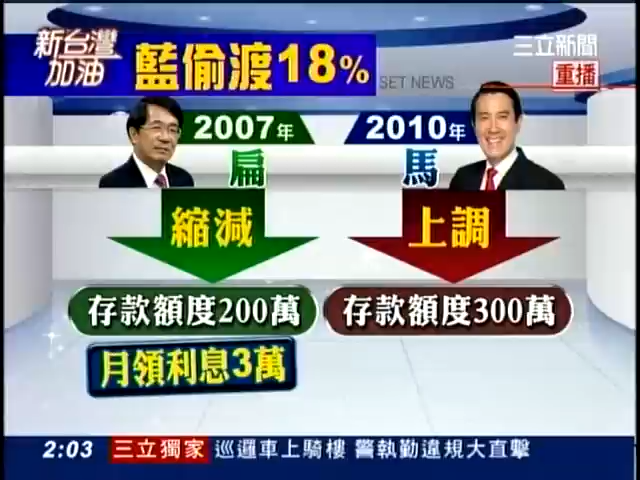 新台灣
加油
藍偷渡18%
三立新聞
SET NEWS
重播
2007年
扁
2010年
馬
縮減
上調
存款額度200萬
存款額度300萬
月領利息3萬
2:03 三立獨家 巡邏車上騎樓 警執勤違規大直擊